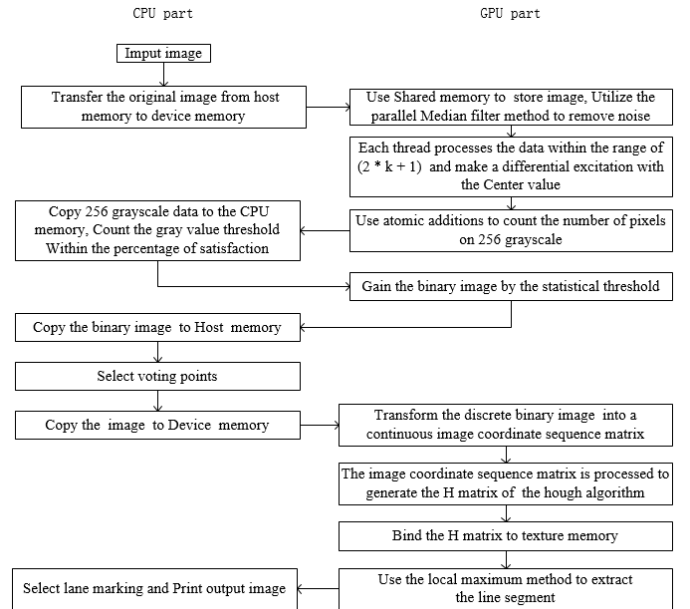 CPU part
GPU part
Imput image
Transfer the original image from host
memory to device memory
Use Shared memory to store image, Utilize the
parallel Median filter method to remove noise
Each thread processes the data within the range of
(2 * k + 1) and make a differential excitation with
the Center value
Use atomic additions to count the number of pixels
on 256 grayscale
Copy 256 grayscale data to the CPU
memory, Count the gray value threshold
Within the percentage of satisfaction
Gain the binary image by the statistical threshold
Copy the binary image to Host memory
Select voting points
Copy the image to Device memory
Transform the discrete binary image into a
continuous image coordinate sequence matrix
The image coordinate sequence matrix is processed to
generate the H matrix of the hough algorithm
Bind the H matrix to texture memory
Use the local maximum method to extract
the line segment
Select lane marking and Print output image